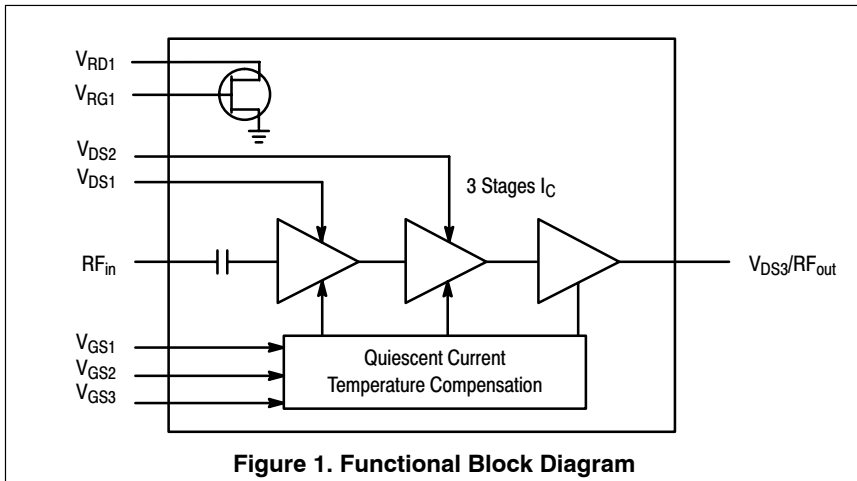 V_RD1
V_RG1
V_DS2
V_DS1
3 Stages I_C
RF_in
V_DS3/RF_out
V_GS1
V_GS2
V_GS3
Quiescent Current
Temperature Compensation
Figure 1. Functional Block Diagram